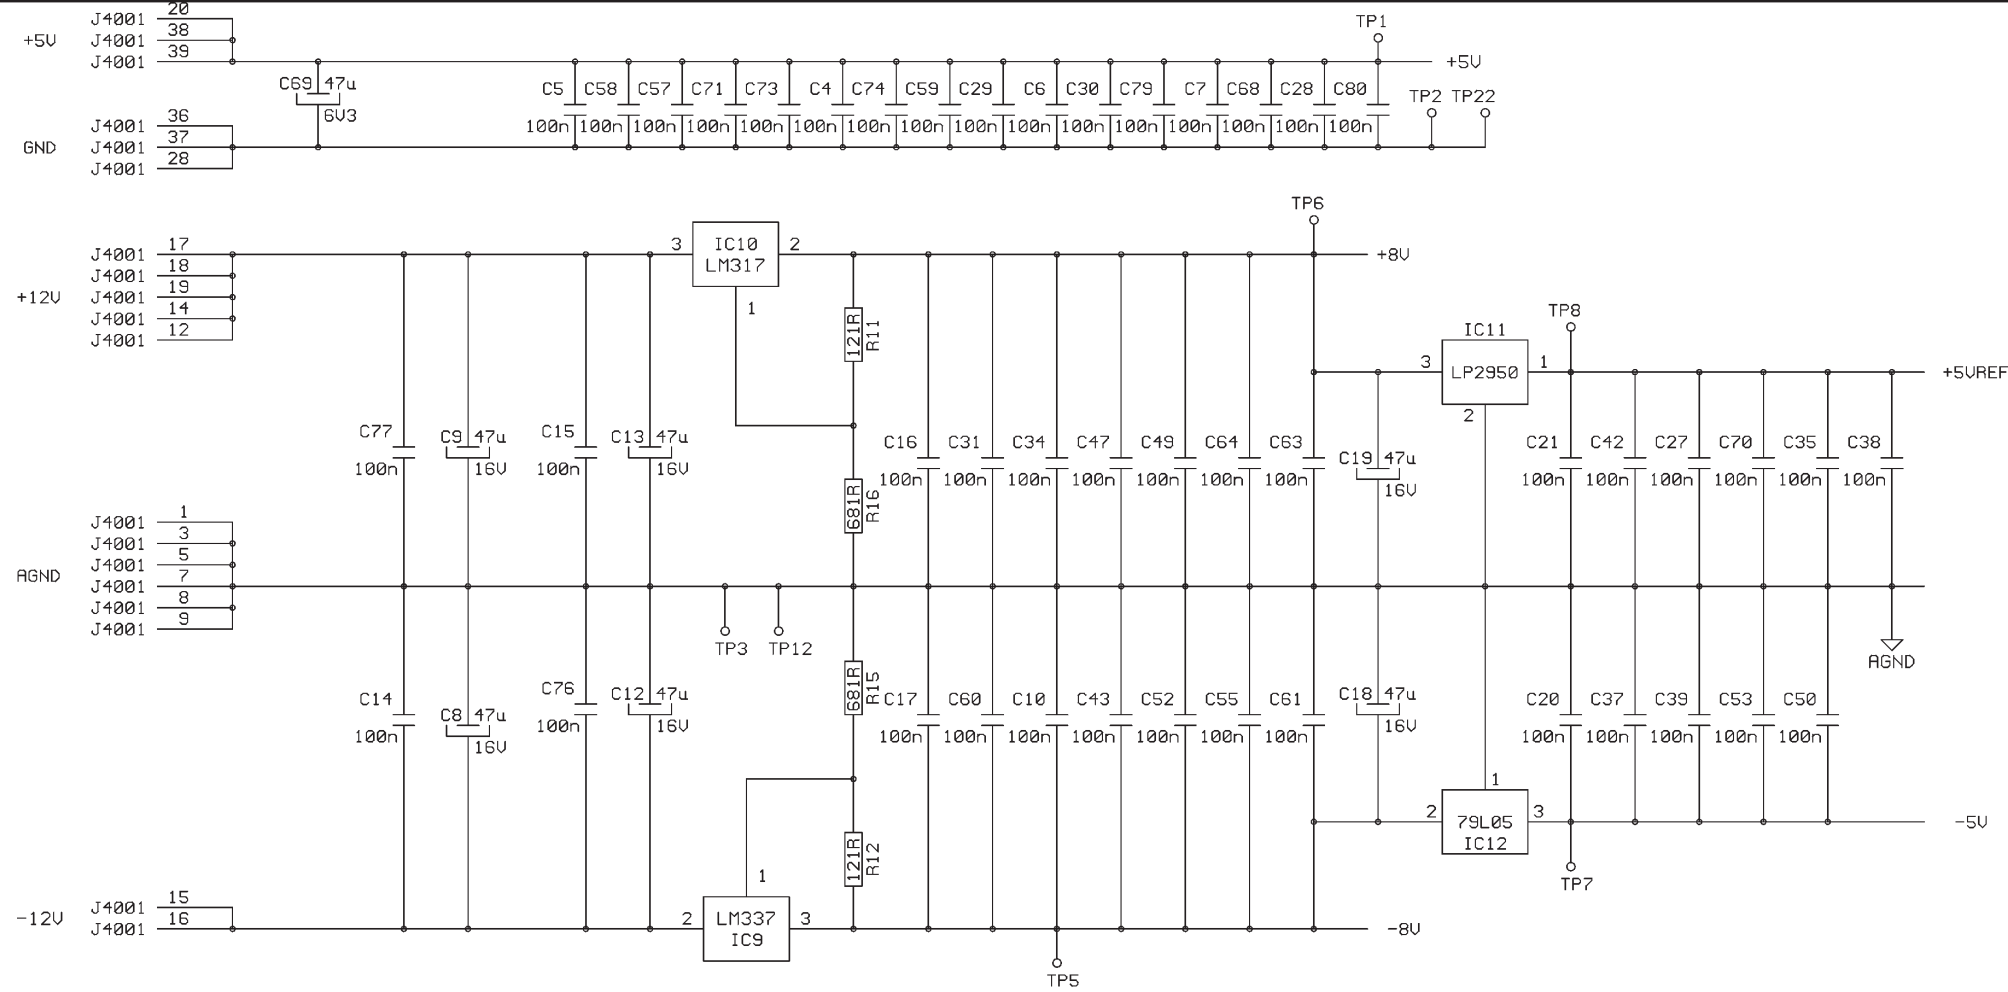 J4001 20
+5V J4001 38
J4001 39
TP1
+5V
C69 47u
6V3
C5 C58 C57 C71 C73 C4 C74 C59 C29 C6 C30 C79 C7 C68 C28 C80
100n 100n 100n 100n 100n 100n 100n 100n 100n 100n 100n 100n 100n 100n 100n 100n
TP2 TP22
J4001 36
GND J4001 37
J4001 28
TP6
J4001 17
J4001 18
+12V J4001 19
J4001 14
J4001 12
3 IC10 2
LM317
1
+8V
121R R11
681R R16
TP8
IC11
3 LP2950 1
2
+5VREF
C77 C9 47u C15 C13 47u
100n 16V 100n 16V
C16 C31 C34 C47 C49 C64 C63 C19 47u
100n 100n 100n 100n 100n 100n 100n 16V
C21 C42 C27 C70 C35 C38
100n 100n 100n 100n 100n 100n
J4001 1
J4001 3
J4001 5
AGND J4001 7
J4001 8
J4001 9
TP3 TP12
AGND
681R R15
121R R12
C14 C8 47u C76 C12 47u
100n 16V 100n 16V
C17 C60 C10 C43 C52 C55 C61 C18 47u
100n 100n 100n 100n 100n 100n 100n 16V
C20 C37 C39 C53 C50
100n 100n 100n 100n 100n
1
2 79L05 3
IC12
-5V
TP7
1
J4001 15
-12V J4001 16
2 LM337 3
IC9
-8V
TP5